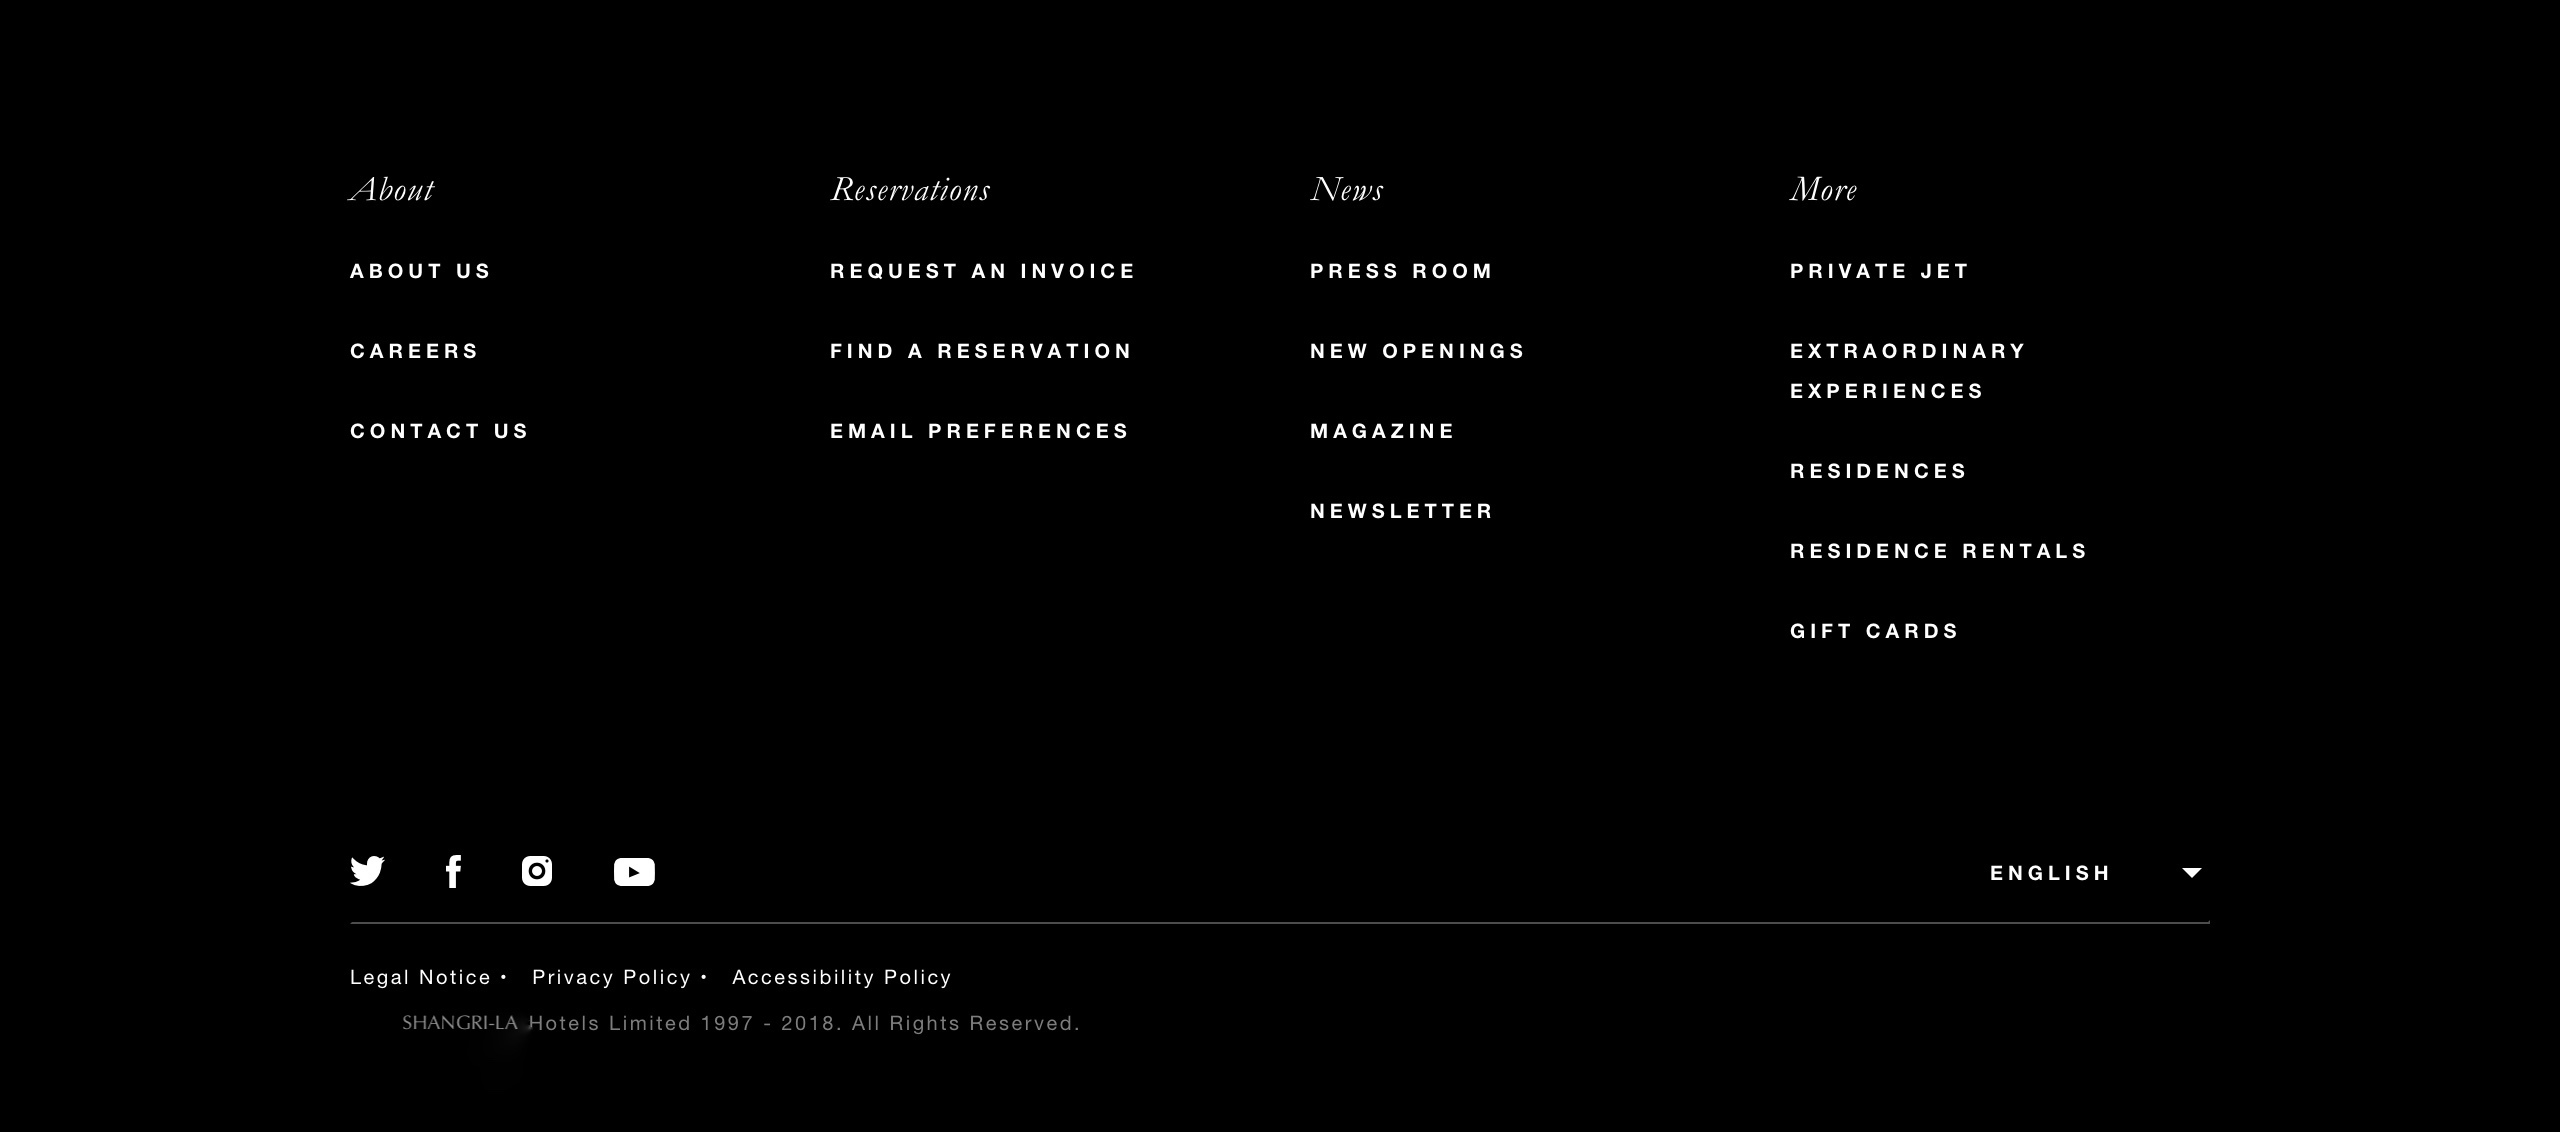 About
ABOUT US
CAREERS
CONTACT US
Reservations
REQUEST AN INVOICE
FIND A RESERVATION
EMAIL PREFERENCES
News
PRESS ROOM
NEW OPENINGS
MAGAZINE
NEWSLETTER
More
PRIVATE JET
EXTRAORDINARY
EXPERIENCES
RESIDENCES
RESIDENCE RENTALS
GIFT CARDS
ENGLISH
Legal Notice • Privacy Policy • Accessibility Policy
SHANGRI-LA Hotels Limited 1997 - 2018. All Rights Reserved.